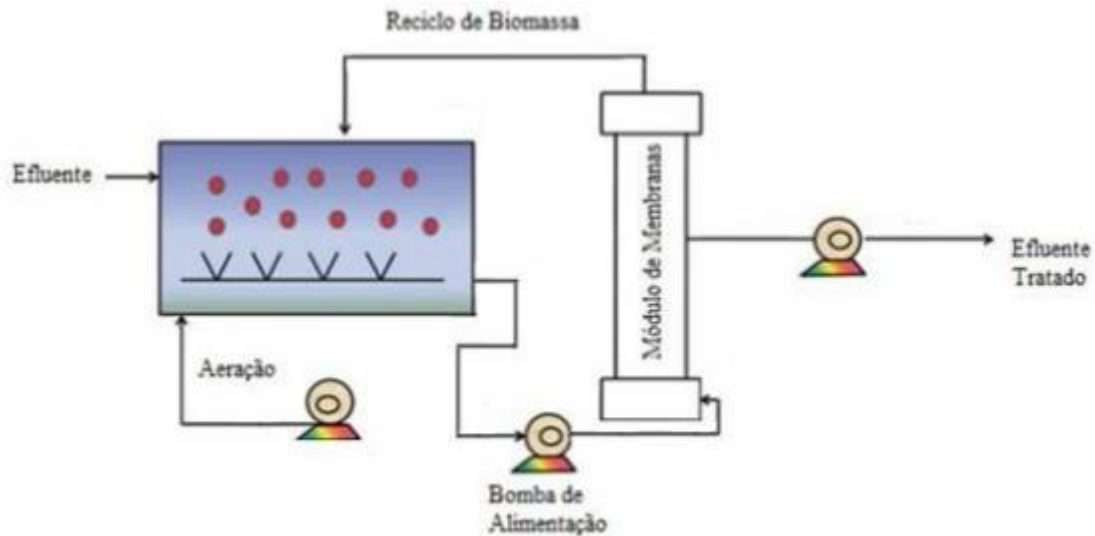 Reciclo de Biomassa
Efluente
Módulo de Membranas
Efluente
Tratado
Aeração
Bomba de
Alimentação